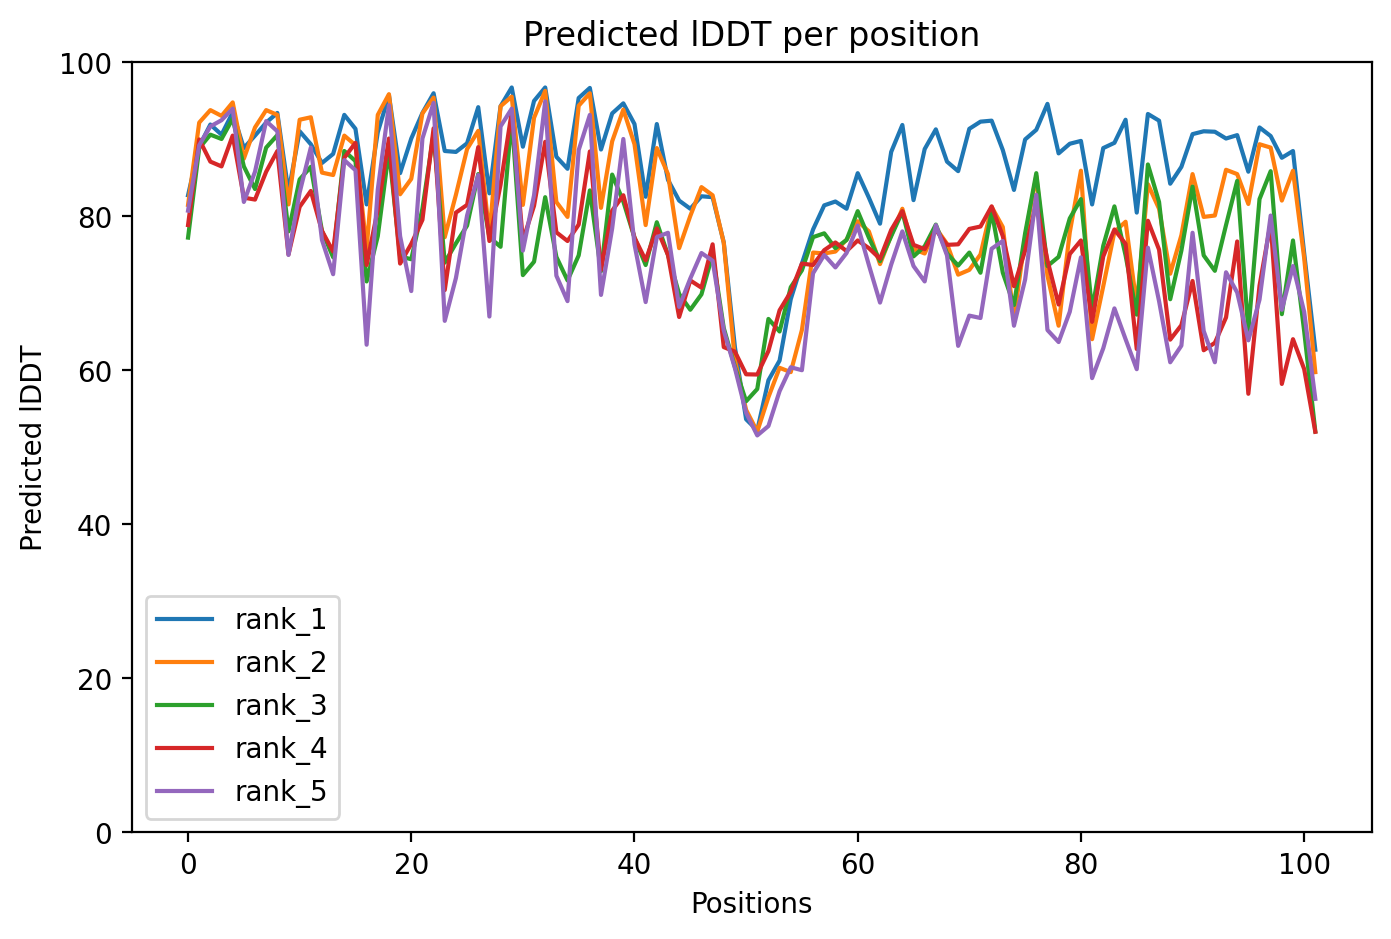 Predicted lDDT per position
100
80
60
40
20
0
Predicted lDDT
rank_1
rank_2
rank_3
rank_4
rank_5
0 20 40 60 80 100
Positions